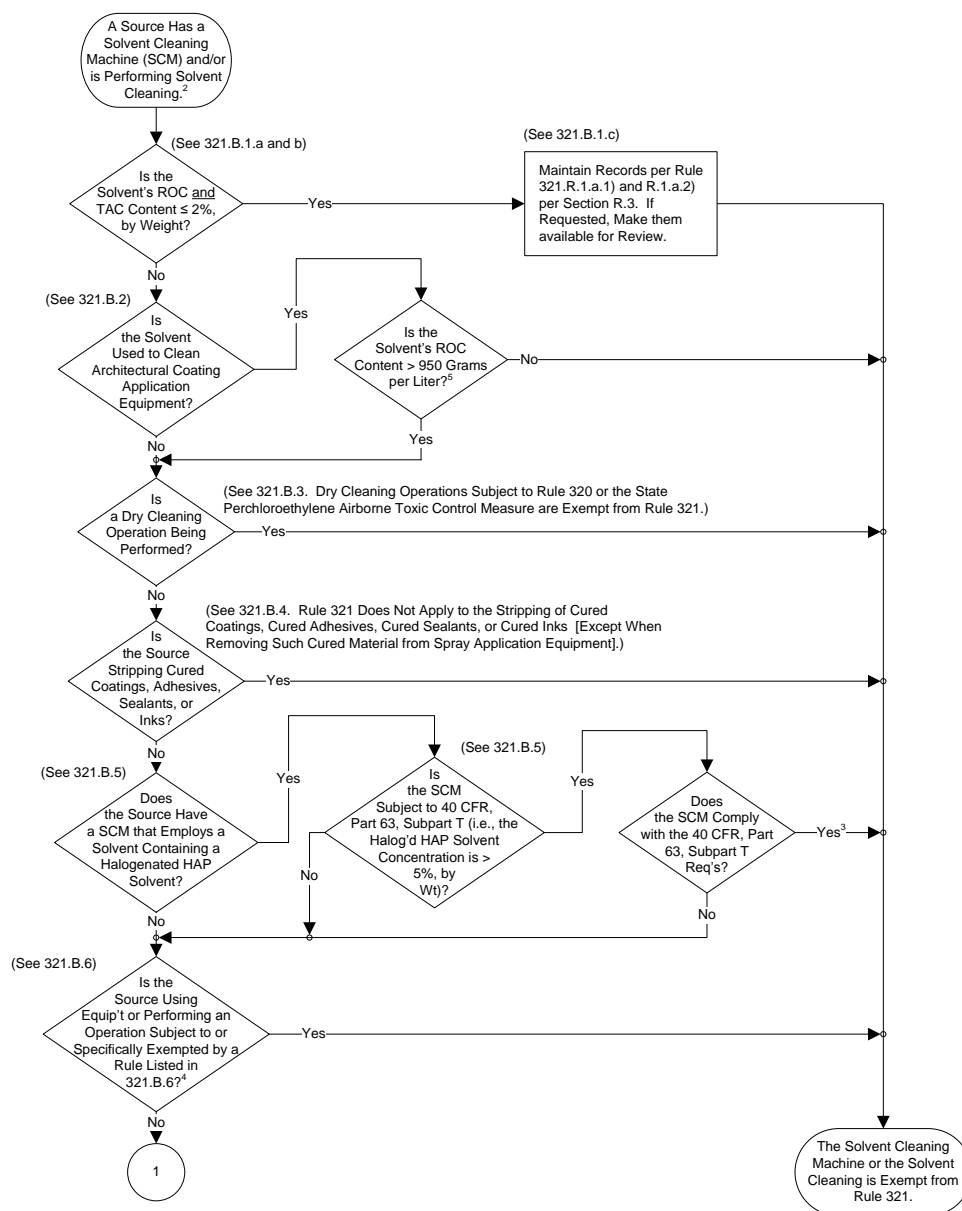 A Source Has a
Solvent Cleaning
Machine (SCM) and/or
is Performing Solvent
Cleaning.2
(See 321.B.1.a and b)
Is the
Solvent's ROC and
TAC Content ≤ 2%,
by Weight?
Yes
(See 321.B.1.c)
Maintain Records per Rule
321.R.1.a.1) and R.1.a.2)
per Section R.3. If
Requested, Make them
available for Review.
No
(See 321.B.2)
Is
the Solvent
Used to Clean
Architectural Coating
Application
Equipment?
Yes
Is the
Solvent's ROC
Content > 950 Grams
per Liter?5
No
Yes
No
Is
a Dry Cleaning
Operation Being
Performed?
(See 321.B.3. Dry Cleaning Operations Subject to Rule 320 or the State
Perchloroethylene Airborne Toxic Control Measure are Exempt from Rule 321.)
Yes
No
(See 321.B.4. Rule 321 Does Not Apply to the Stripping of Cured
Coatings, Cured Adhesives, Cured Sealants, or Cured Inks [Except When
Removing Such Cured Material from Spray Application Equipment].)
Is
the Source
Stripping Cured
Coatings, Adhesives,
Sealants, or
Inks?
Yes
No
(See 321.B.5)
Does
the Source Have
a SCM that Employs a
Solvent Containing a
Halogenated HAP
Solvent?
Yes
(See 321.B.5)
Is
the SCM
Subject to 40 CFR,
Part 63, Subpart T (i.e., the
Halog'd HAP Solvent
Concentration is >
5%, by
Wt)?
Yes
No
Does
the SCM Comply
with the 40 CFR, Part
63, Subpart T
Req's?
Yes3
No
No
(See 321.B.6)
Is the
Source Using
Equip't or Performing an
Operation Subject to or
Specifically Exempted by a
Rule Listed in
321.B.6?4
Yes
No
1
The Solvent Cleaning
Machine or the Solvent
Cleaning is Exempt from
Rule 321.